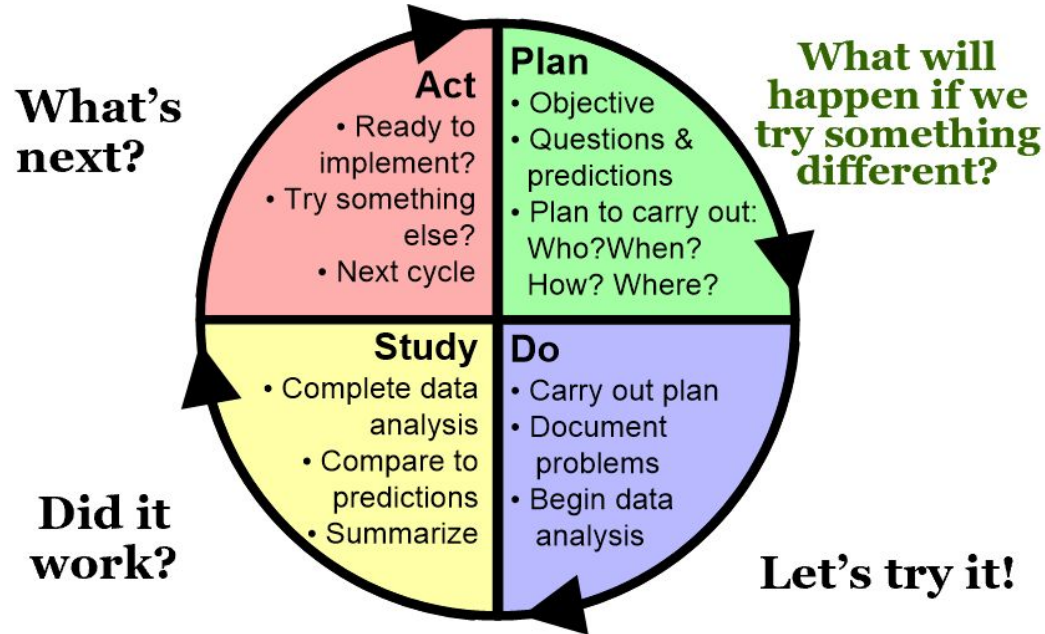 What's
next?
Act
• Ready to
implement?
• Try something
else?
• Next cycle
Plan
• Objective
• Questions &
predictions
• Plan to carry out:
Who?When?
How? Where?
What will
happen if we
try something
different?
Did it
work?
Study
• Complete data
analysis
• Compare to
predictions
• Summarize
Do
• Carry out plan
• Document
problems
• Begin data
analysis
Let's try it!